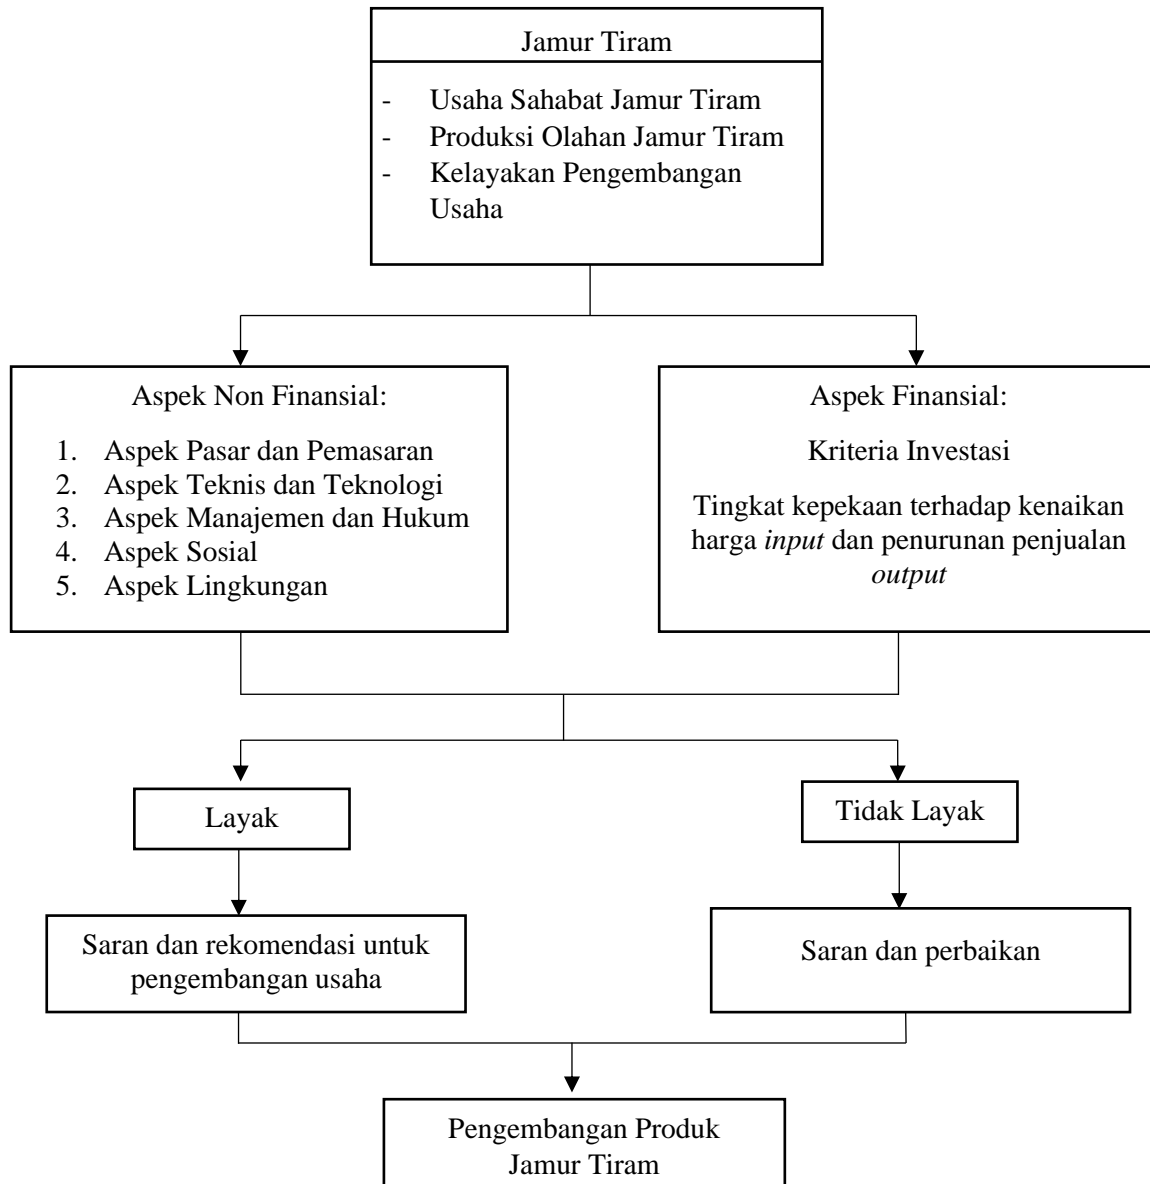 Jamur Tiram
- Usaha Sahabat Jamur Tiram
- Produksi Olahan Jamur Tiram
- Kelayakan Pengembangan
Usaha
Aspek Non Finansial:
1. Aspek Pasar dan Pemasaran
2. Aspek Teknis dan Teknologi
3. Aspek Manajemen dan Hukum
4. Aspek Sosial
5. Aspek Lingkungan
Aspek Finansial:
Kriteria Investasi
Tingkat kepekaan terhadap kenaikan
harga input dan penurunan penjualan
output
Layak
Tidak Layak
Saran dan rekomendasi untuk
pengembangan usaha
Saran dan perbaikan
Pengembangan Produk
Jamur Tiram